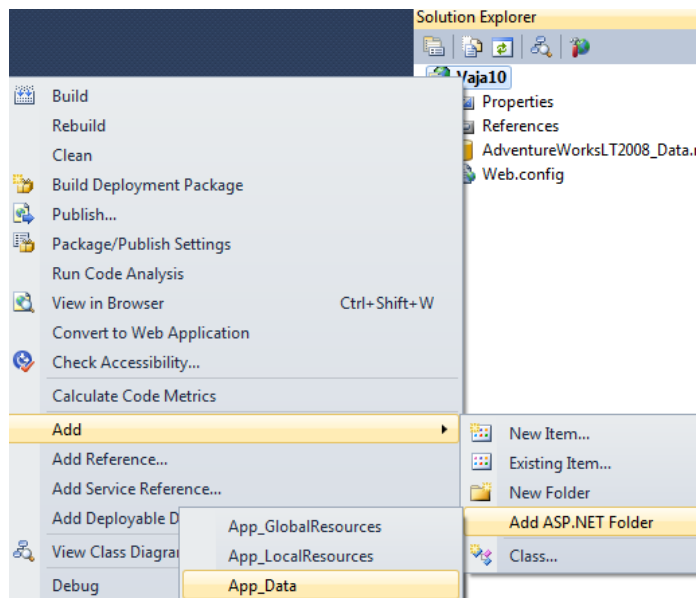 Solution Explorer
Vaja10
Properties
References
AdventureWorksLT2008_Data.
Web.config
Build
Rebuild
Clean
Build Deployment Package
Publish...
Package/Publish Settings
Run Code Analysis
View in Browser Ctrl+Shift+W
Convert to Web Application
Check Accessibility...
Calculate Code Metrics
Add
Add Reference...
Add Service Reference...
Add Deployable D
View Class Diagra
Debug
New Item...
Existing Item...
New Folder
Add ASP.NET Folder
Class...
App_GlobalResources
App_LocalResources
App_Data